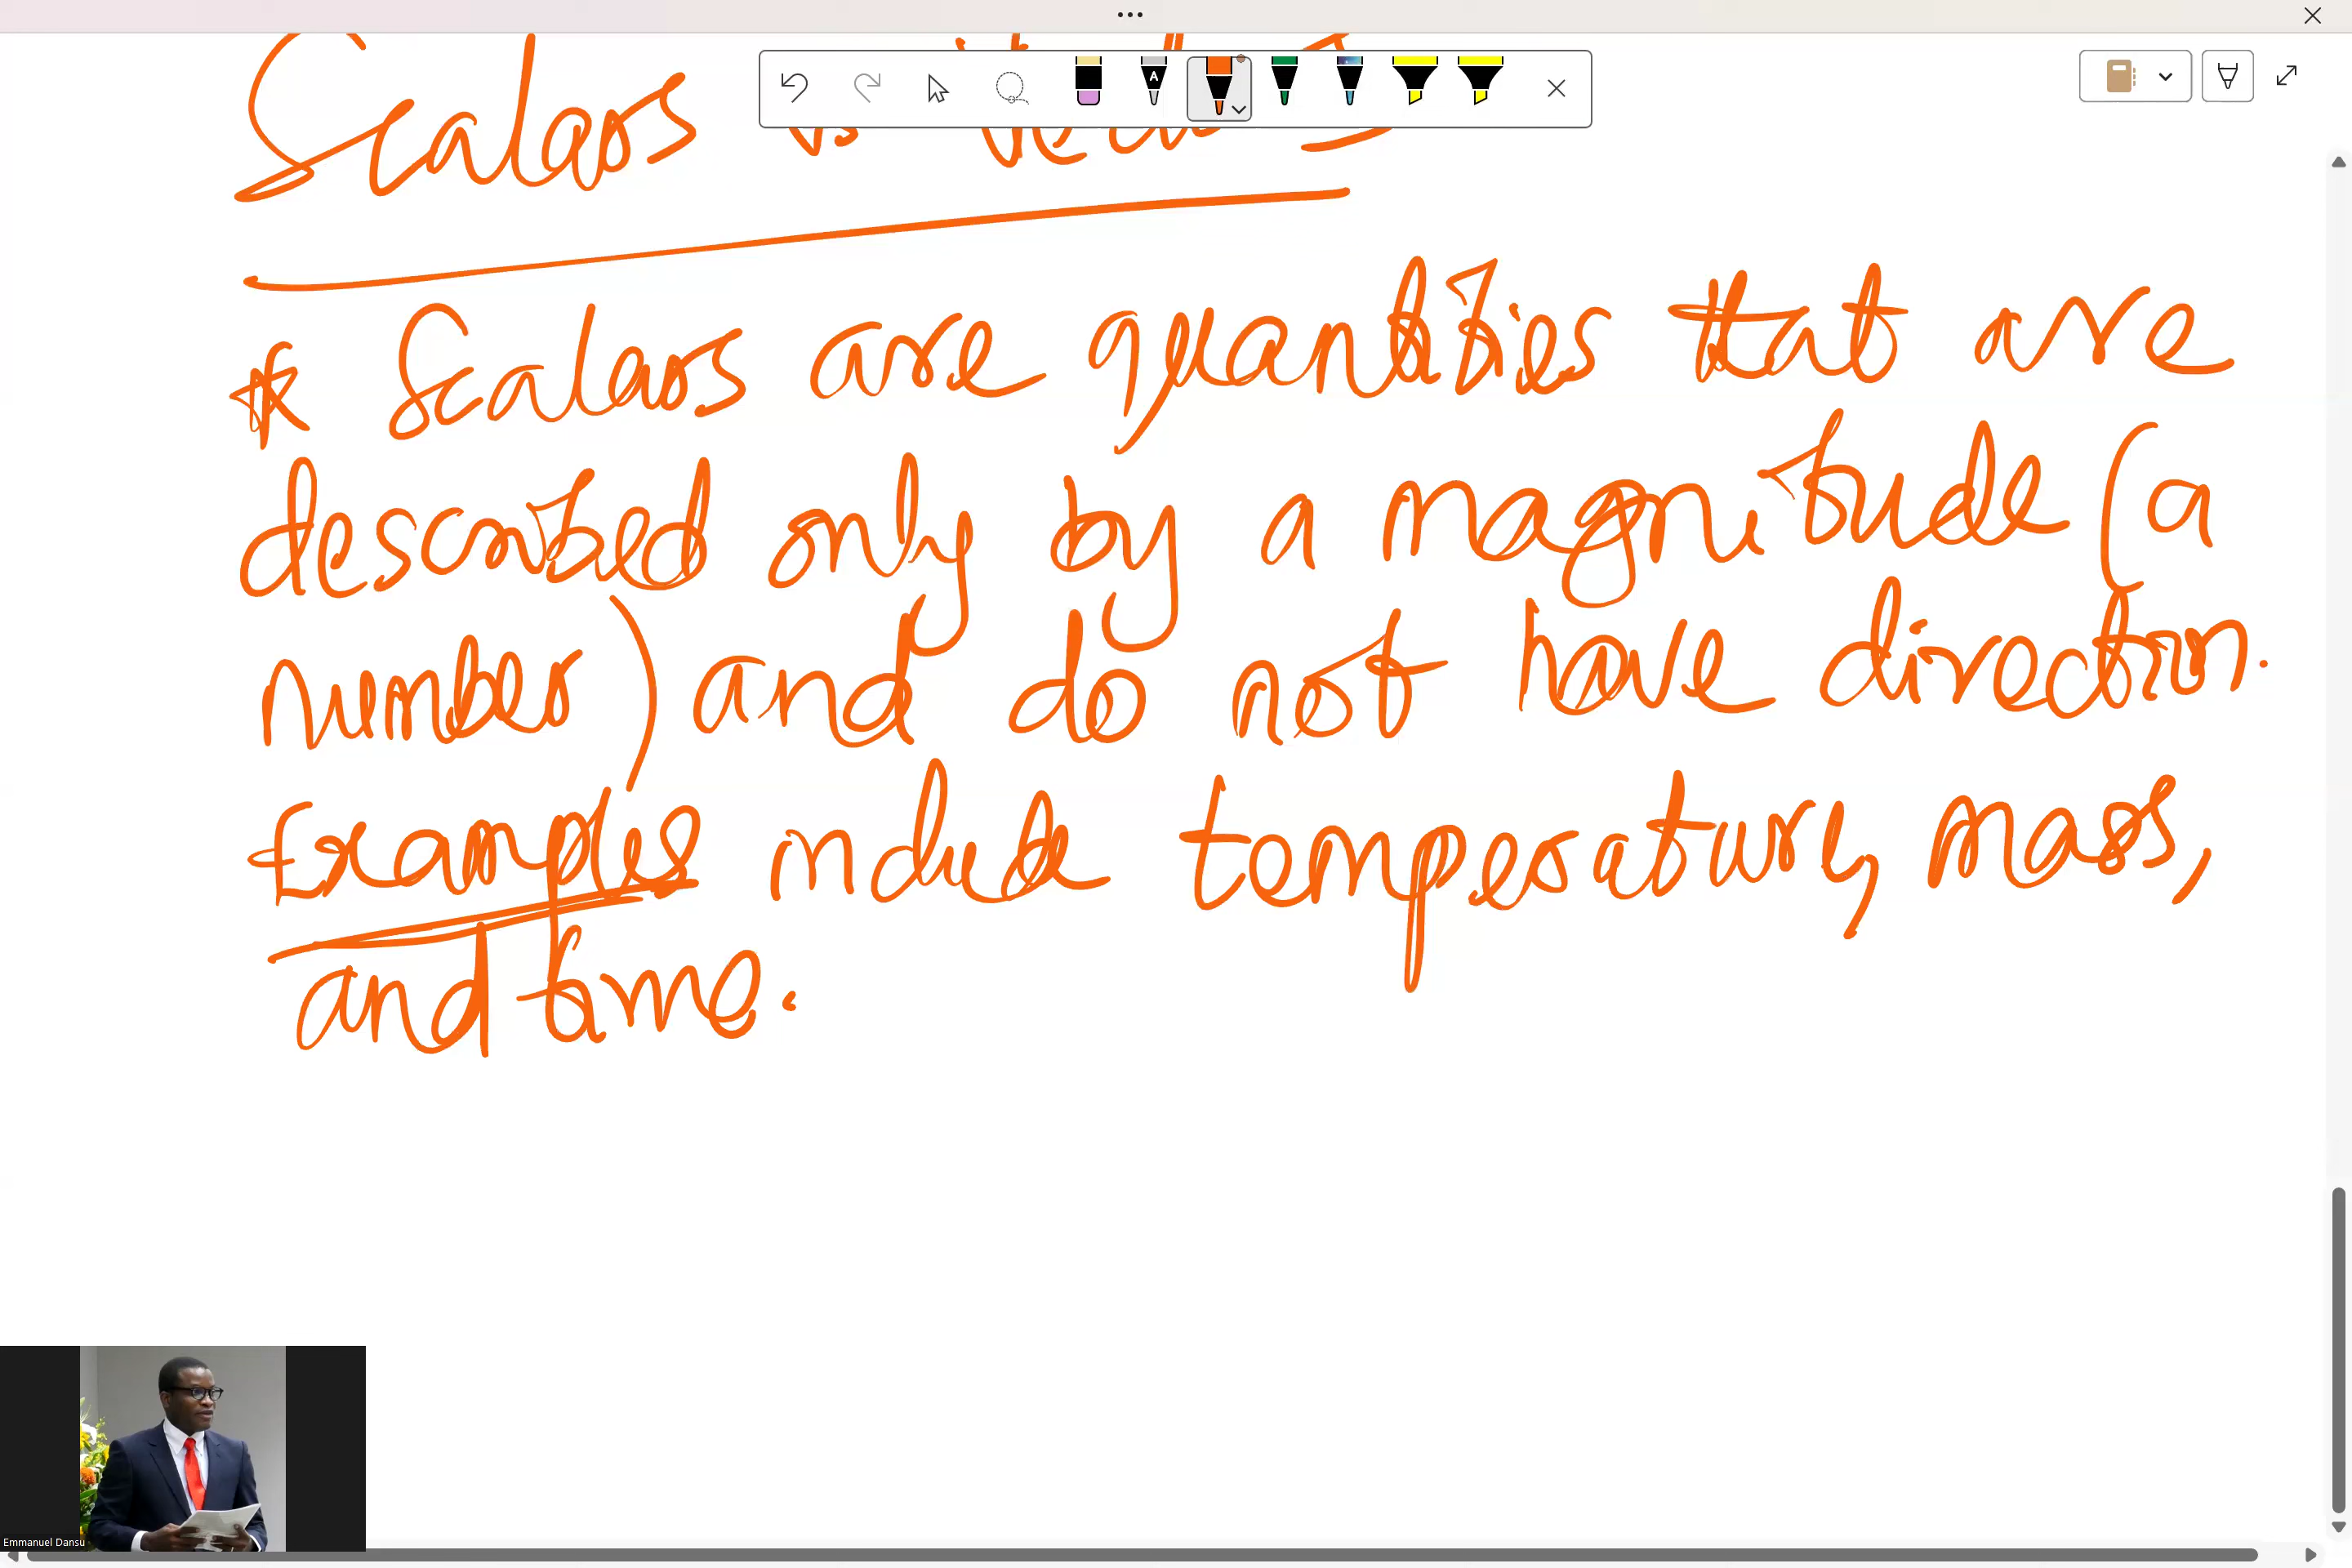 Scalars vs
* Scalars are quantities that are
described only by a magnitude (a
number) and do not have direction.
Examples include temperature, mass,
and time.
Emmanuel Dansu